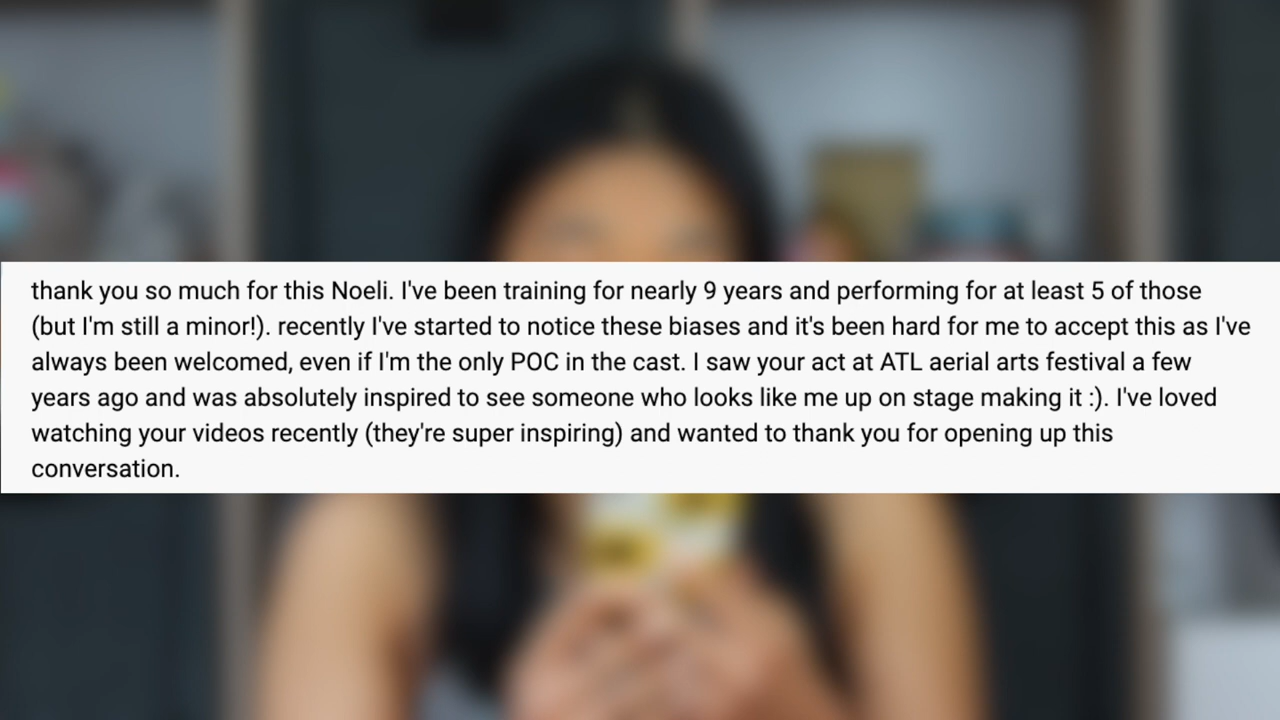 thank you so much for this Noeli. I've been training for nearly 9 years and performing for at least 5 of those
(but I'm still a minor!). recently I've started to notice these biases and it's been hard for me to accept this as I've
always been welcomed, even if I'm the only POC in the cast. I saw your act at ATL aerial arts festival a few
years ago and was absolutely inspired to see someone who looks like me up on stage making it :). I've loved
watching your videos recently (they're super inspiring) and wanted to thank you for opening up this
conversation.